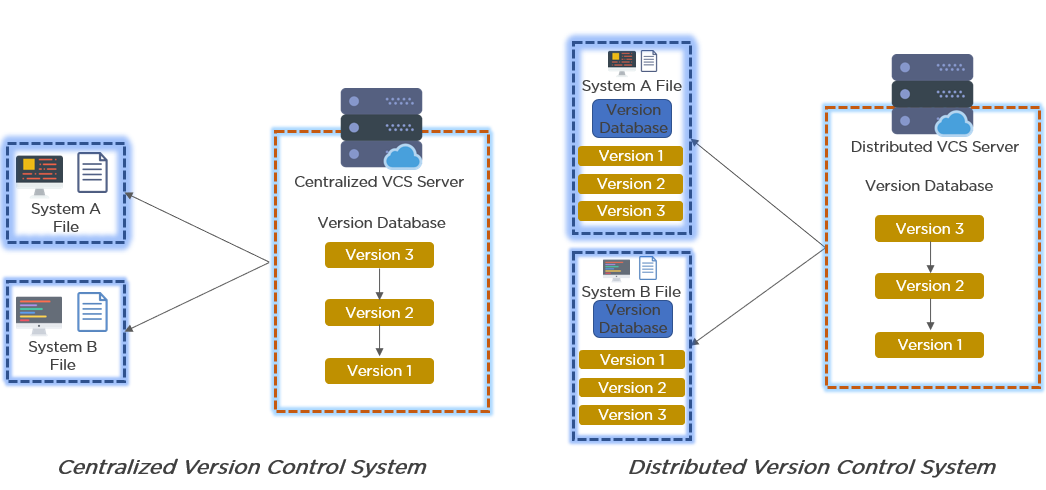 Centralized VCS Server
Version Database
Version 3
Version 2
Version 1
System A
File
System B
File
Centralized Version Control System
System A File
Version
Database
Version 1
Version 2
Version 3
System B File
Version
Database
Version 1
Version 2
Version 3
Distributed VCS Server
Version Database
Version 3
Version 2
Version 1
Distributed Version Control System